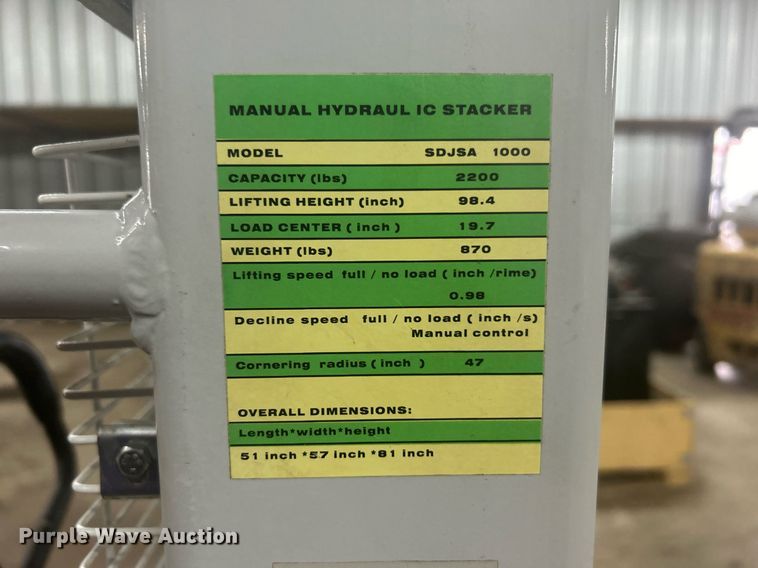 MANUAL HYDRAUL IC STACKER
MODEL SDJSA 1000
CAPACITY (lbs) 2200
LIFTING HEIGHT (inch) 98.4
LOAD CENTER ( inch ) 19.7
WEIGHT (lbs) 870
Lifting speed full / no load ( inch /rime)
0.98
Decline speed full / no load ( inch /s)
Manual control
Cornering radius ( inch ) 47
OVERALL DIMENSIONS:
Length*width*height
51 inch *57 inch *81 inch
Purple Wave Auction